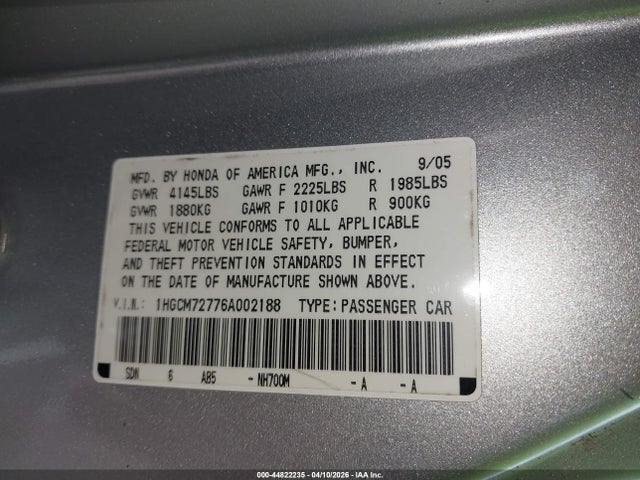 MFD. BY HONDA OF AMERICA MFG., INC. 9/05
GVWR 4145LBS GAWR F 2225LBS R 1985LBS
GVWR 1880KG GAWR F 1010KG R 900KG
THIS VEHICLE CONFORMS TO ALL APPLICABLE
FEDERAL MOTOR VEHICLE SAFETY, BUMPER,
AND THEFT PREVENTION STANDARDS IN EFFECT
ON THE DATE OF MANUFACTURE SHOWN ABOVE.
V.I.N.: 1HGCM72776A002188 TYPE: PASSENGER CAR
SDN 6 AB5 - NH700M - A - A
000-44822235 - 04/10/2026 - IAA Inc.